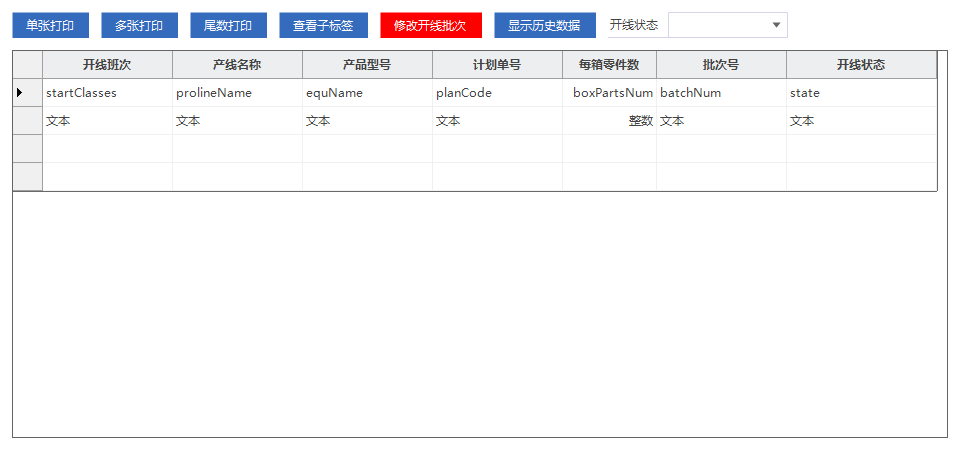 单张打印 多张打印 尾数打印 查看子标签 修改开线批次 显示历史数据 开线状态
开线班次 产线名称 产品型号 计划单号 每箱零件数 批次号 开线状态
startClasses prolineName equName planCode boxPartsNum batchNum state
文本 文本 文本 文本 整数 文本 文本